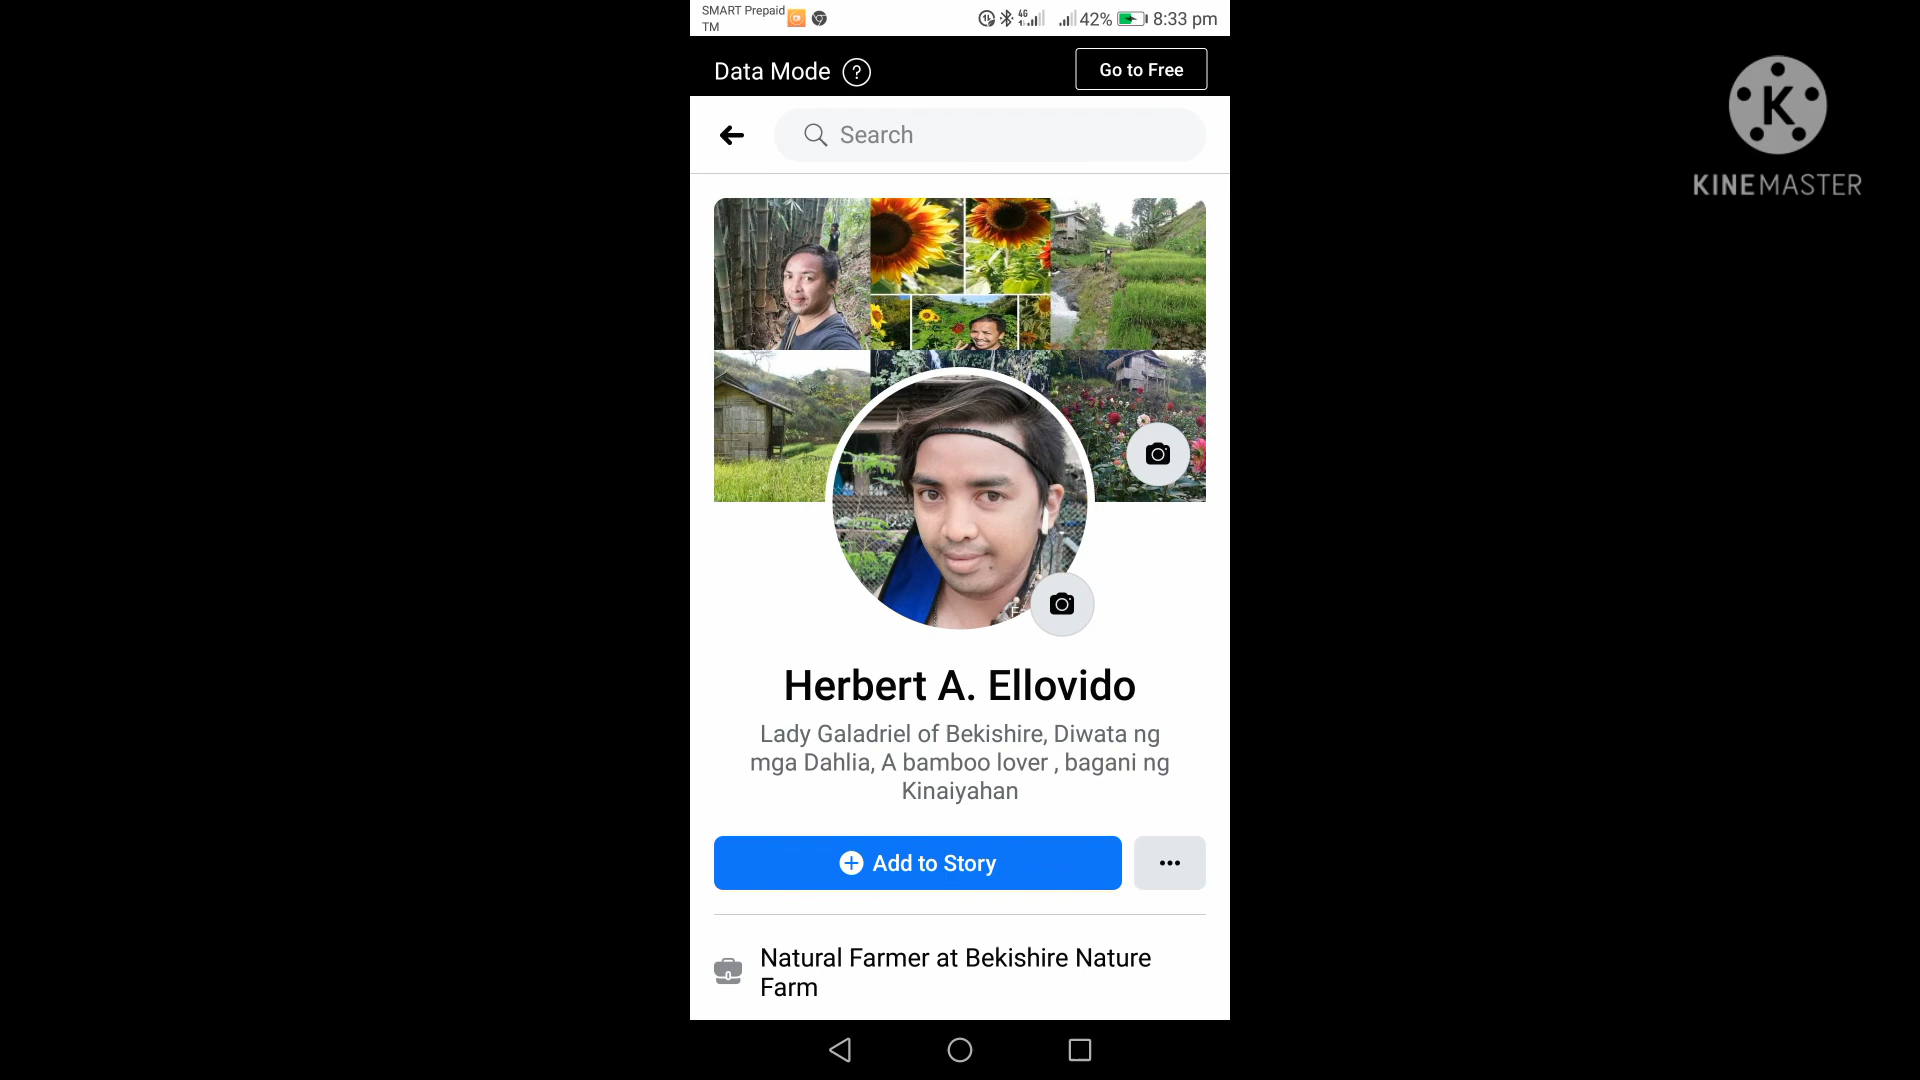 SMART Prepaid
TM
4G
42%
8:33 pm
Data Mode
Go to Free
K
KINEMASTER
Search
Herbert A. Ellovido
Lady Galadriel of Bekishire, Diwata ng
mga Dahlia, A bamboo lover , bagani ng
Kinaiyahan
Add to Story
Natural Farmer at Bekishire Nature
Farm